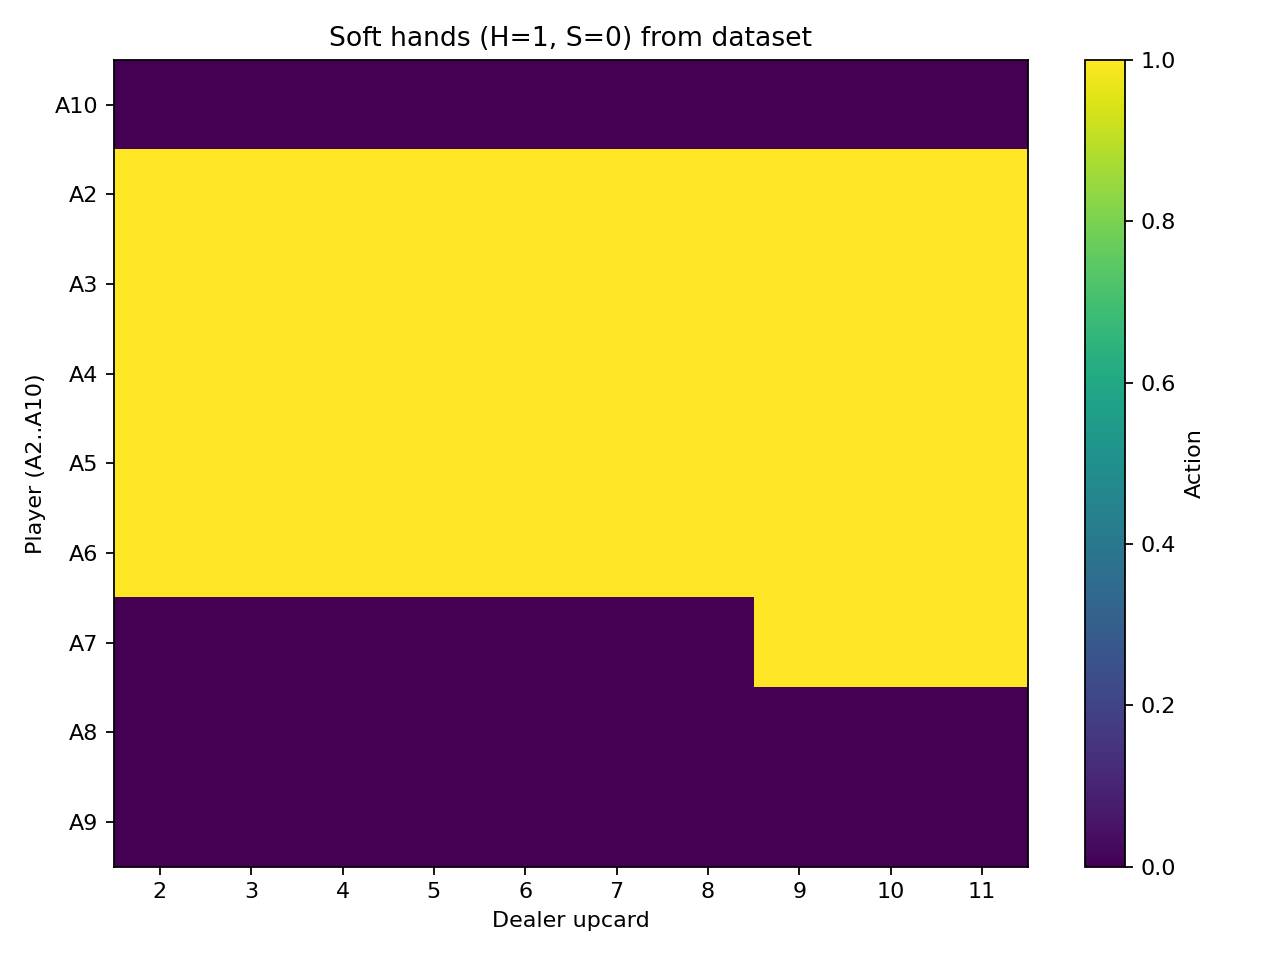 Soft hands (H=1, S=0) from dataset
Player (A2..A10)
A10
A2
A3
A4
A5
A6
A7
A8
A9
2 3 4 5 6 7 8 9 10 11
Dealer upcard
1.0
0.8
0.6
0.4
0.2
0.0
Action